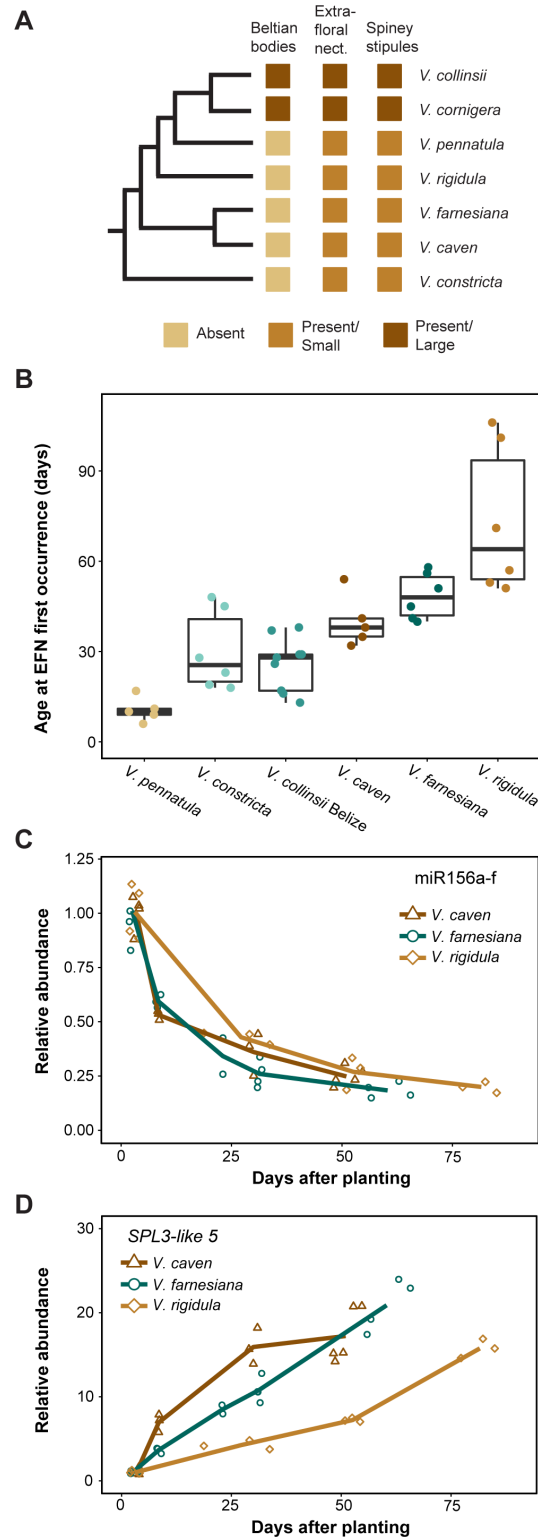 A
Beltian
bodies
Extra-
floral
nect.
Spiney
stipules
V. collinsii
V. cornigera
V. pennatula
V. rigidula
V. farnesiana
V. caven
V. constricta
Absent
Present/
Small
Present/
Large
B
Age at EFN first occurrence (days)
90
60
30
0
V. pennatula
V. constricta
V. collinsii Belize
V. caven
V. farnesiana
V. rigidula
C
miR156a-f
V. caven
V. farnesiana
V. rigidula
Relative abundance
1.25
1.00
0.75
0.50
0.25
0.00
0
25
50
75
Days after planting
D
SPL3-like 5
V. caven
V. farnesiana
V. rigidula
Relative abundance
30
20
10
0
0
25
50
75
Days after planting